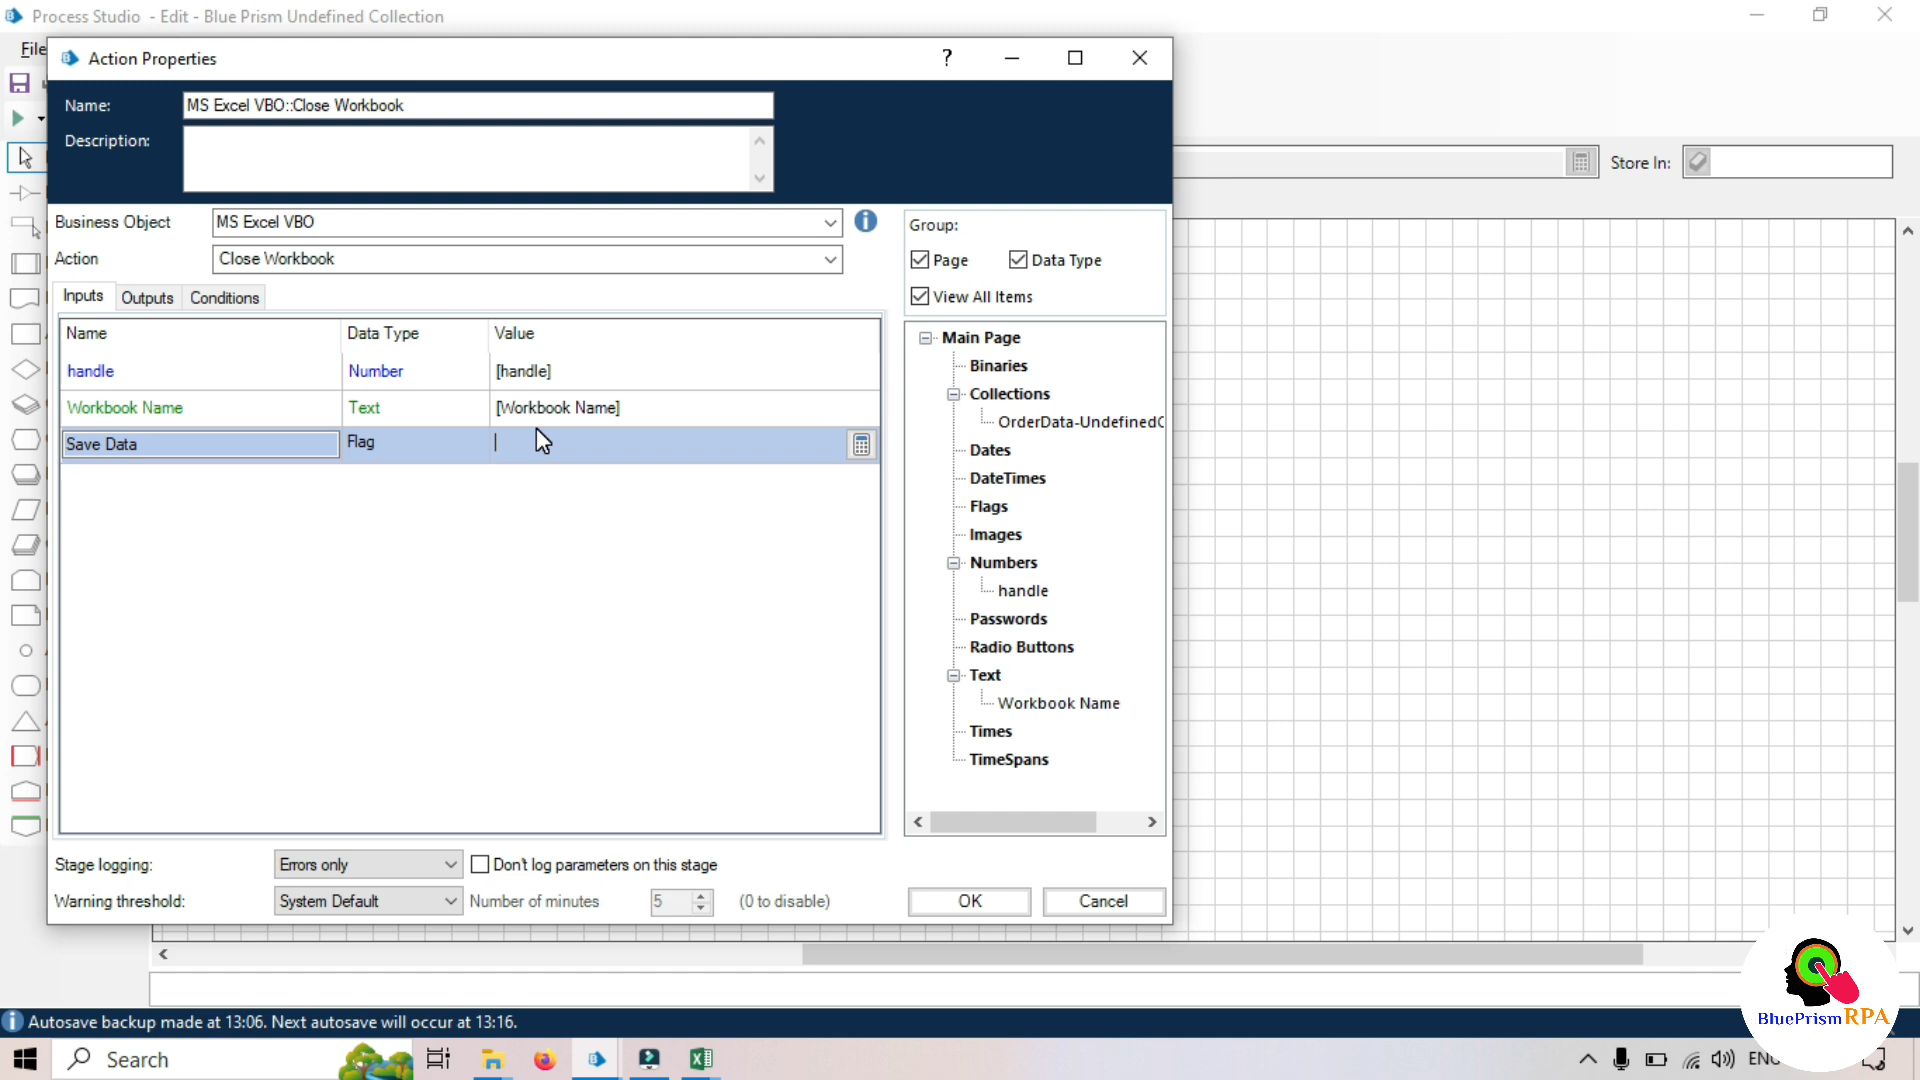 Process Studio - Edit - Blue Prism Undefined Collection
File
Action Properties
?
Name:
MS Excel VBO::Close Workbook
Description:
Store In:
Business Object
MS Excel VBO
Group:
Action
Close Workbook
Page
Data Type
View All Items
Inputs
Outputs
Conditions
Name
Data Type
Value
handle
Number
[handle]
Workbook Name
Text
[Workbook Name]
Save Data
Flag
Main Page
Binaries
Collections
OrderData-UndefinedC
Dates
DateTimes
Flags
Images
Numbers
handle
Passwords
Radio Buttons
Text
Workbook Name
Times
TimeSpans
Stage logging:
Errors only
Don't log parameters on this stage
Warning threshold:
System Default
Number of minutes
5
(0 to disable)
OK
Cancel
Autosave backup made at 13:06. Next autosave will occur at 13:16.
BluePrism RPA
Search
ENG